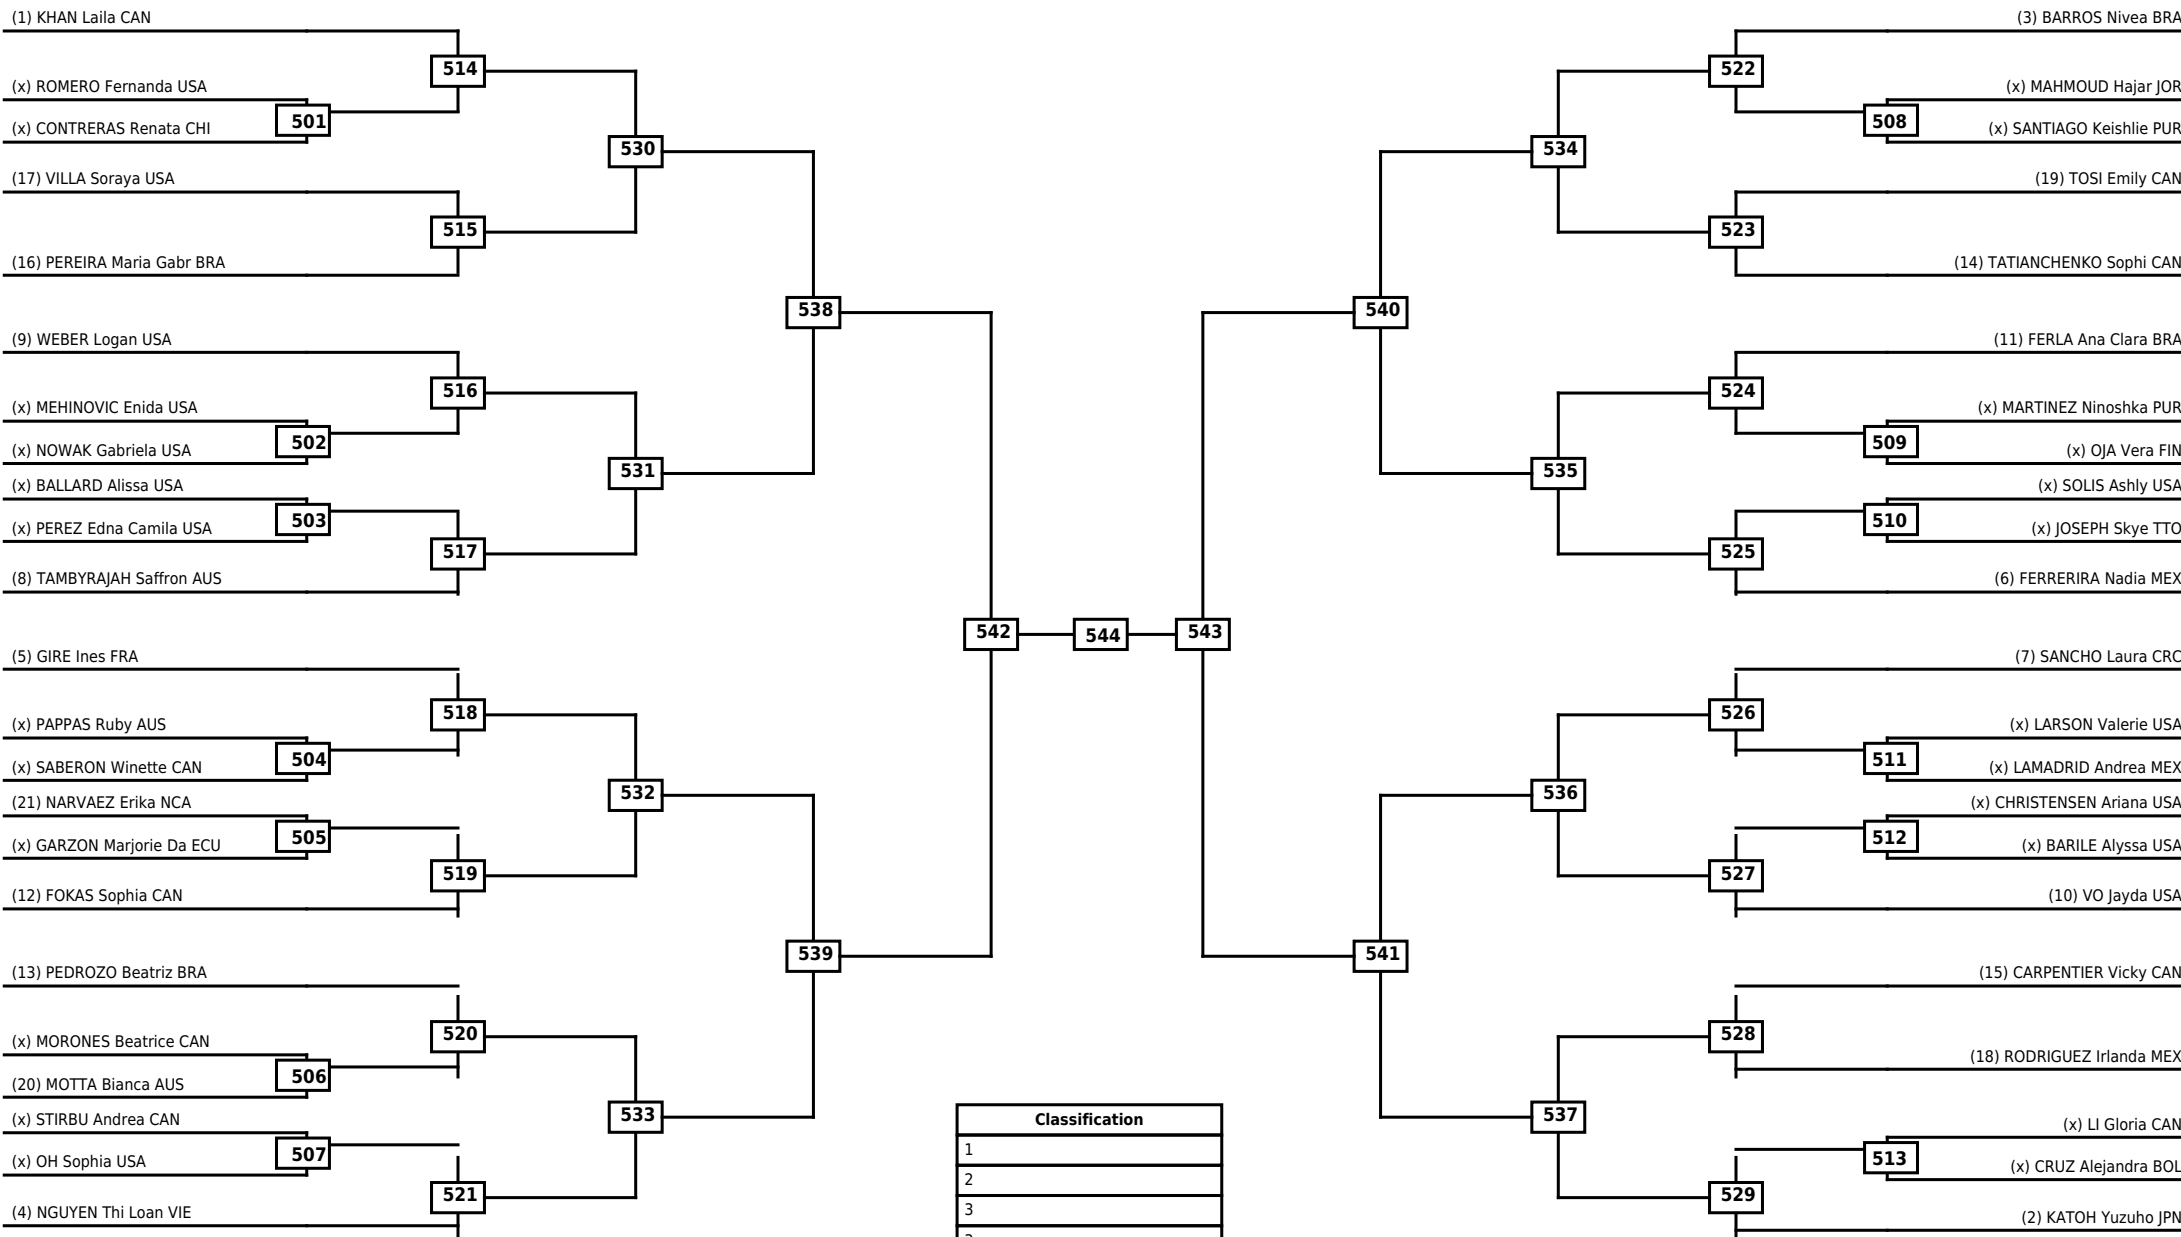 (1) KHAN Laila CAN
514
(x) ROMERO Fernanda USA
501
(x) CONTRERAS Renata CHI
530
(17) VILLA Soraya USA
515
(16) PEREIRA Maria Gabr BRA
538
(9) WEBER Logan USA
516
(x) MEHINOVIC Enida USA
502
(x) NOWAK Gabriela USA
531
(x) BALLARD Alissa USA
503
(x) PEREZ Edna Camila USA
517
(8) TAMBYRAJAH Saffron AUS
542
544
543
(5) GIRE Ines FRA
518
(x) PAPPAS Ruby AUS
504
(x) SABERON Winette CAN
532
(21) NARVAEZ Erika NCA
505
(x) GARZON Marjorie Da ECU
519
(12) FOKAS Sophia CAN
539
(13) PEDROZO Beatriz BRA
520
(x) MORONES Beatrice CAN
506
(20) MOTTA Bianca AUS
533
(x) STIRBU Andrea CAN
507
(x) OH Sophia USA
521
(4) NGUYEN Thi Loan VIE
(3) BARROS Nivea BRA
522
(x) MAHMOUD Hajar JOR
508
(x) SANTIAGO Keishlie PUR
534
(19) TOSI Emily CAN
523
(14) TATIANCHENKO Sophi CAN
540
(11) FERLA Ana Clara BRA
524
(x) MARTINEZ Ninoshka PUR
509
(x) OJA Vera FIN
535
(x) SOLIS Ashly USA
510
(x) JOSEPH Skye TTO
525
(6) FERRERIRA Nadia MEX
(7) SANCHO Laura CRC
526
(x) LARSON Valerie USA
511
(x) LAMADRID Andrea MEX
536
(x) CHRISTENSEN Ariana USA
512
(x) BARILE Alyssa USA
527
(10) VO Jayda USA
541
(15) CARPENTIER Vicky CAN
528
(18) RODRIGUEZ Irlanda MEX
537
(x) LI Gloria CAN
513
(x) CRUZ Alejandra BOL
529
(2) KATOH Yuzuho JPN
Classification
1
2
3